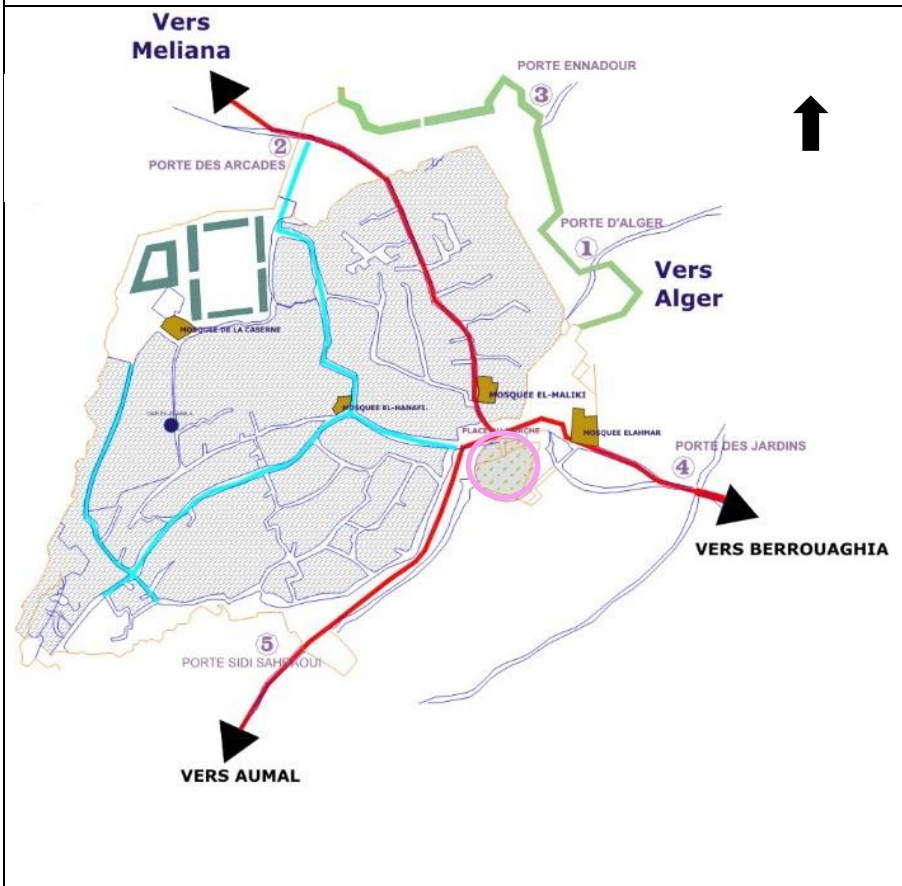 Vers
Meliana
PORTE ENNADOUR
3
2
PORTE DES ARCADES
PORTE D'ALGER
1
Vers
Alger
MOSQUEE DE LA CASERNE
MOSQUEE EL-MALIKI
MOSQUEE EL-HANAFI.
MOSQUEE ELAHMAR
PORTE DES JARDINS
4
VERS BERROUAGHIA
5
PORTE SIDI SAHRAOUI
VERS AUMAL